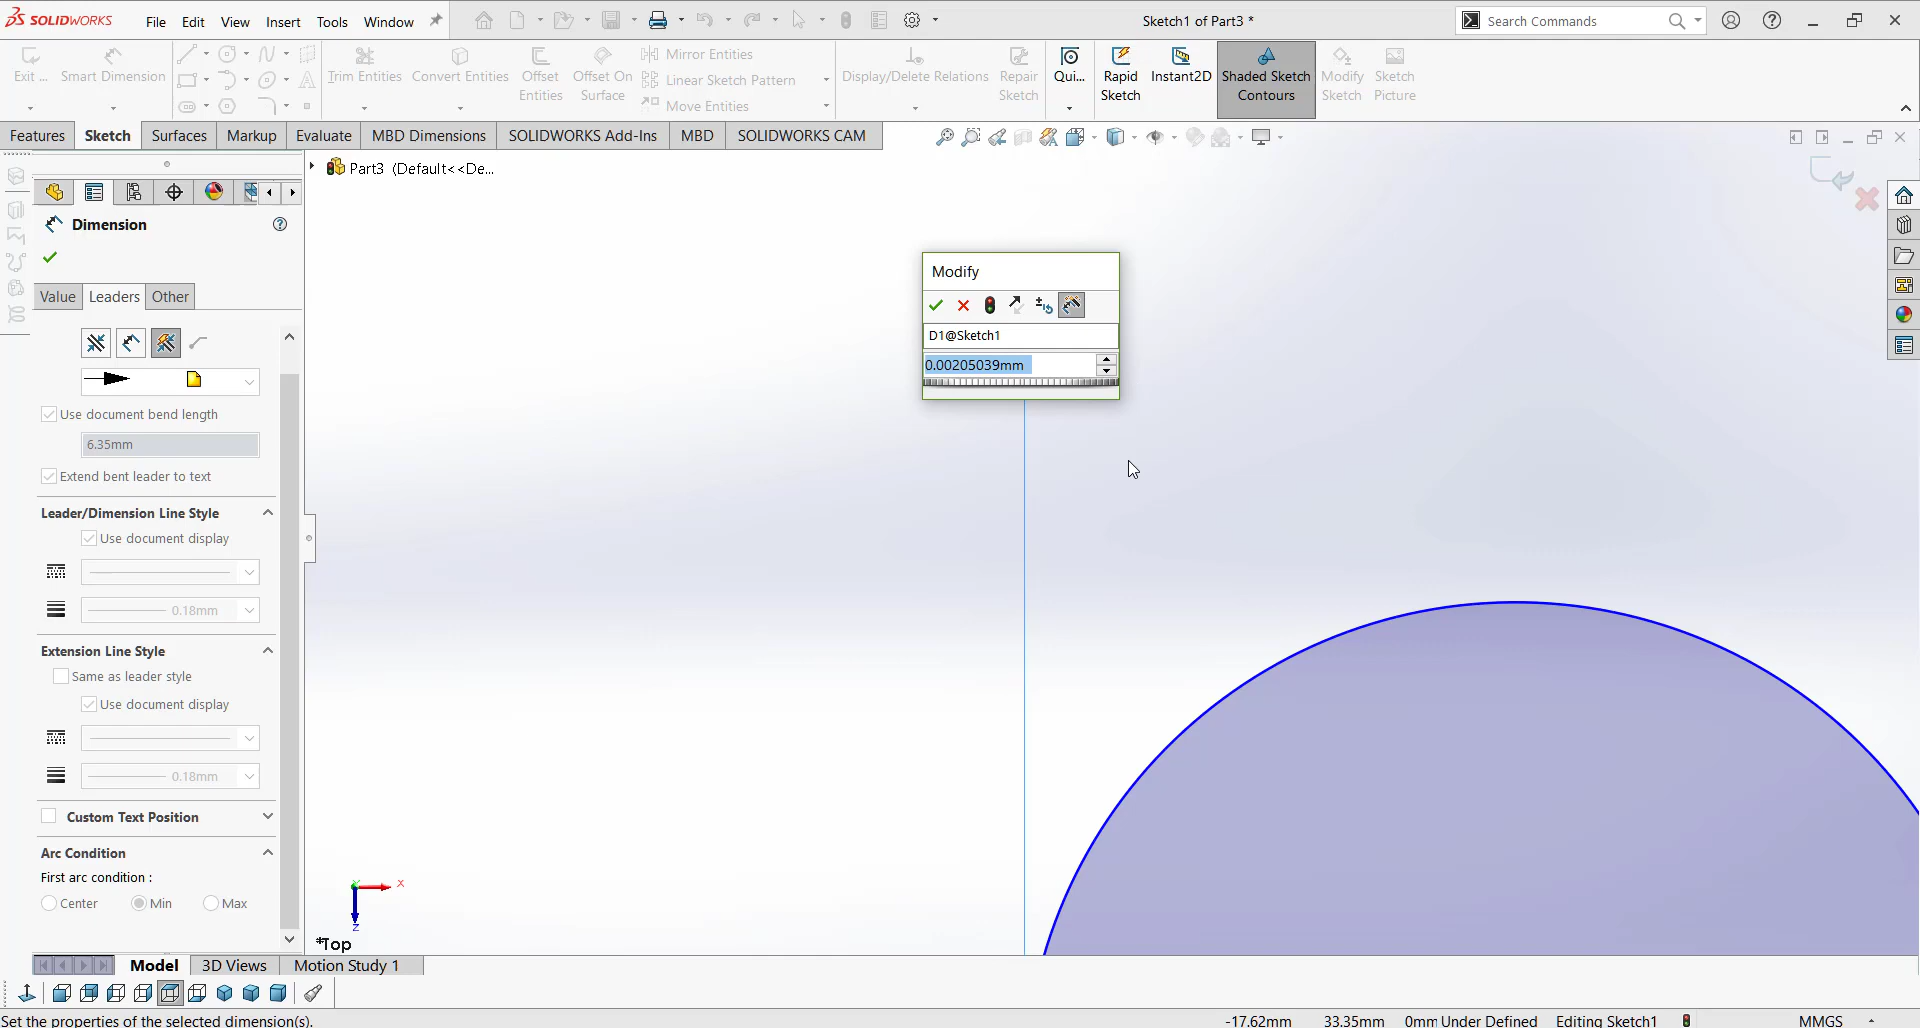 SOLIDWORKS
File
Edit
View
Insert
Tools
Window
Sketch1 of Part3 *
Search Commands
Exit ...
Smart Dimension
Trim Entities
Convert Entities
Offset
Entities
Offset On
Surface
Mirror Entities
Linear Sketch Pattern
Move Entities
Display/Delete Relations
Repair
Sketch
Qui...
Rapid
Sketch
Instant2D
Shaded Sketch
Contours
Modify
Sketch
Sketch
Picture
Features
Sketch
Surfaces
Markup
Evaluate
MBD Dimensions
SOLIDWORKS Add-Ins
MBD
SOLIDWORKS CAM
Part3 (Default<<De...
Dimension
Value
Leaders
Other
Use document bend length
6.35mm
Extend bent leader to text
Leader/Dimension Line Style
Use document display
0.18mm
Extension Line Style
Same as leader style
Use document display
0.18mm
Custom Text Position
Arc Condition
First arc condition :
Center
Min
Max
Modify
D1@Sketch1
0.00205039mm
X
Y
Z
*Top
Model
3D Views
Motion Study 1
Set the properties of the selected dimension(s).
-17.62mm
33.35mm
0mm
Under Defined
Editing Sketch1
MMGS